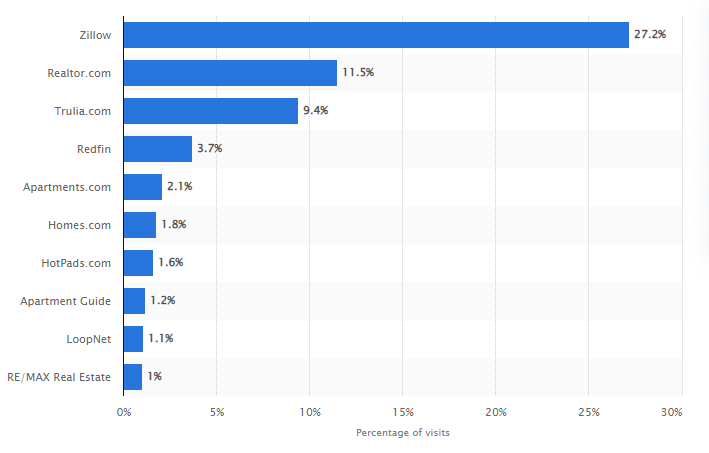 Zillow 27.2%
Realtor.com 11.5%
Trulia.com 9.4%
Redfin 3.7%
Apartments.com 2.1%
Homes.com 1.8%
HotPads.com 1.6%
Apartment Guide 1.2%
LoopNet 1.1%
RE/MAX Real Estate 1%
0% 5% 10% 15% 20% 25% 30%
Percentage of visits